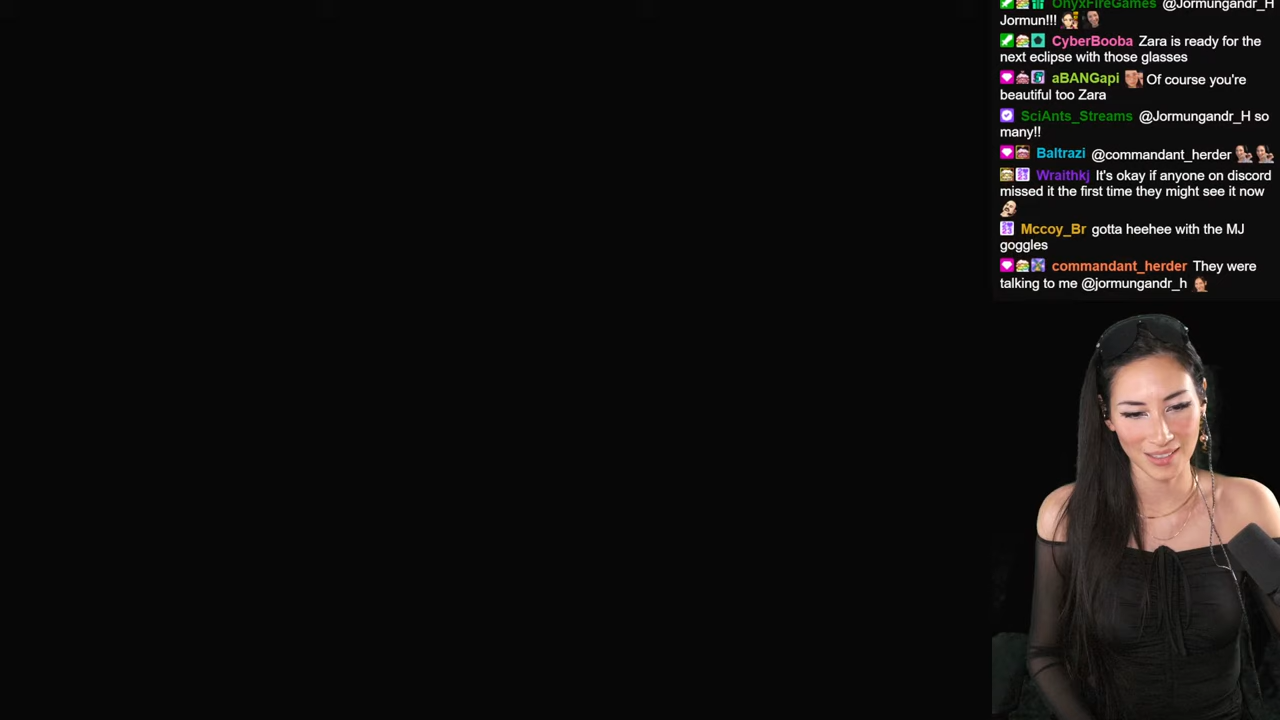 OnyxFireGames @Jormungandr_H
Jormun!!!
CyberBooba Zara is ready for the
next eclipse with those glasses
aBANGapi Of course you're
beautiful too Zara
SciAnts_Streams @Jormungandr_H so
many!!
Baltrazi @commandant_herder
Wraithkj It's okay if anyone on discord
missed it the first time they might see it now
Mccoy_Br gotta heehee with the MJ
goggles
commandant_herder They were
talking to me @jormungandr_h